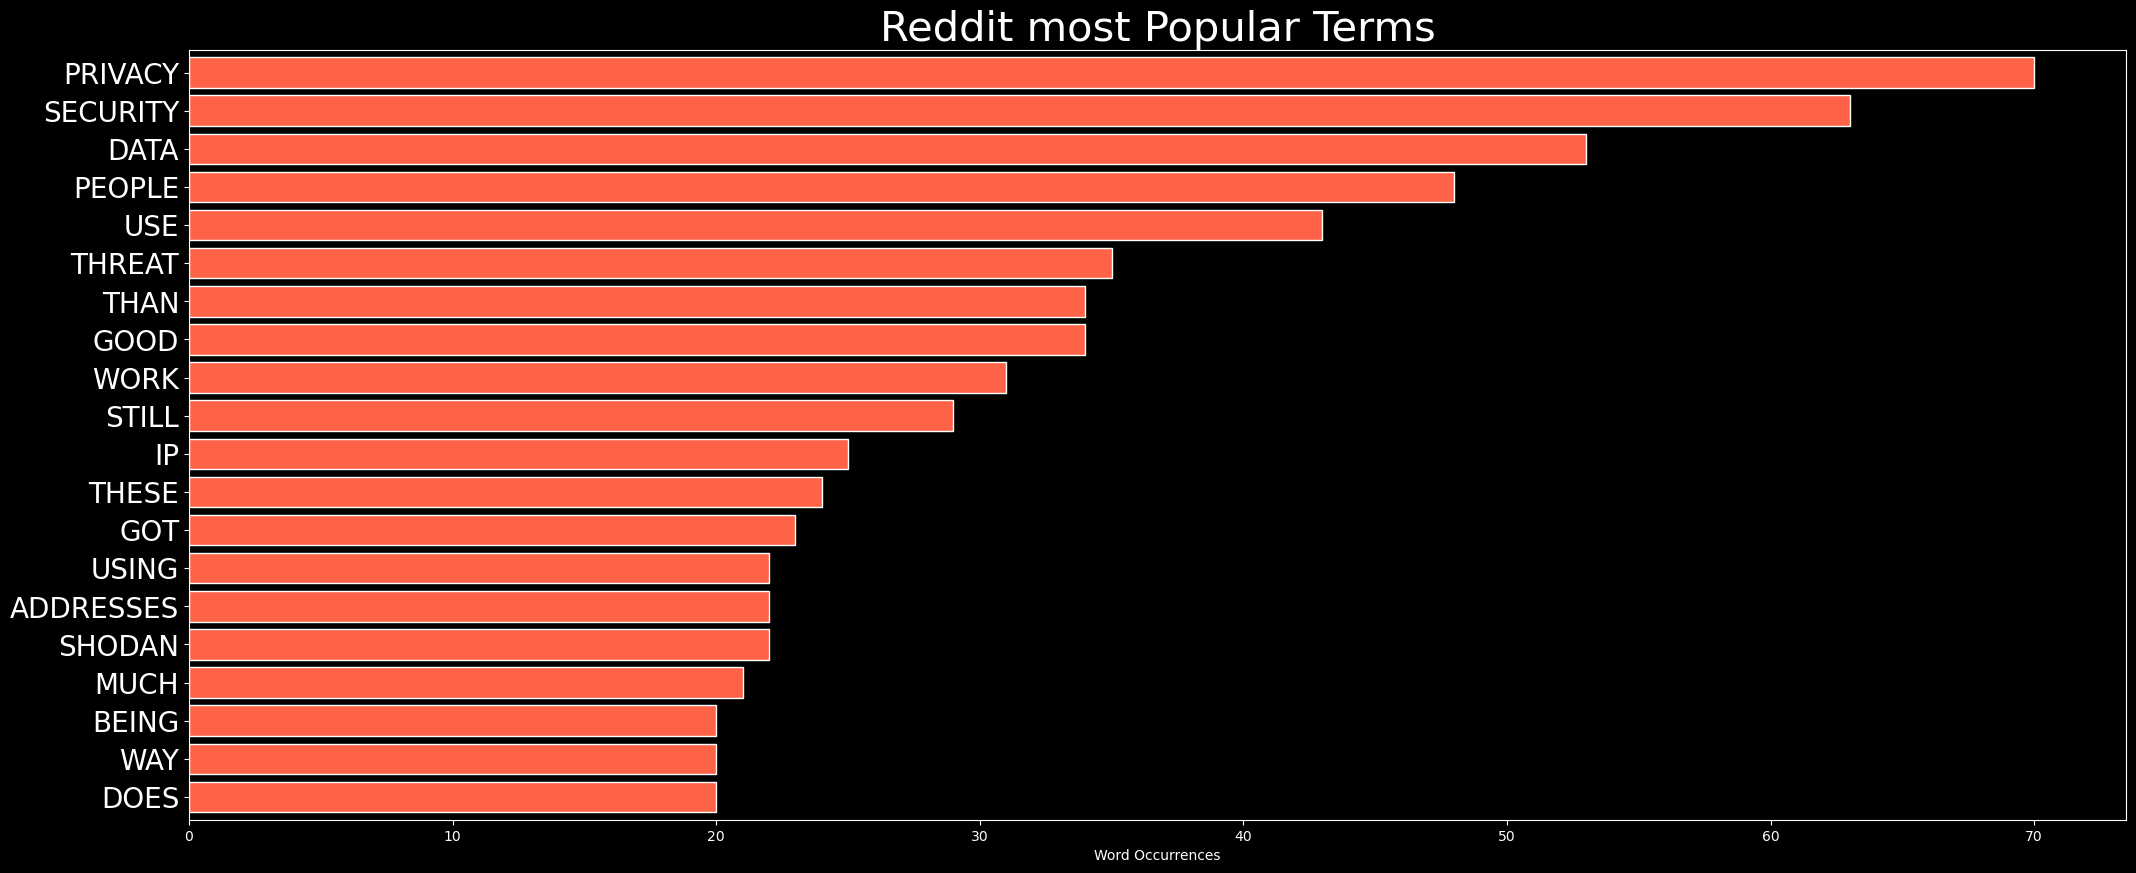 Reddit most Popular Terms
PRIVACY
SECURITY
DATA
PEOPLE
USE
THREAT
THAN
GOOD
WORK
STILL
IP
THESE
GOT
USING
ADDRESSES
SHODAN
MUCH
BEING
WAY
DOES
0 10 20 30 40 50 60 70
Word Occurrences